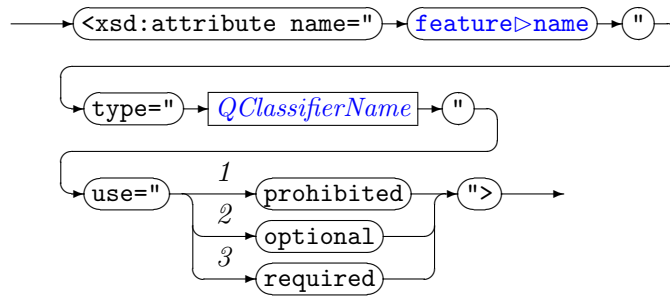 <xsd:attribute name=" feature▷name "
type=" QClassifierName "
use=" 1 prohibited ">
2 optional
3 required